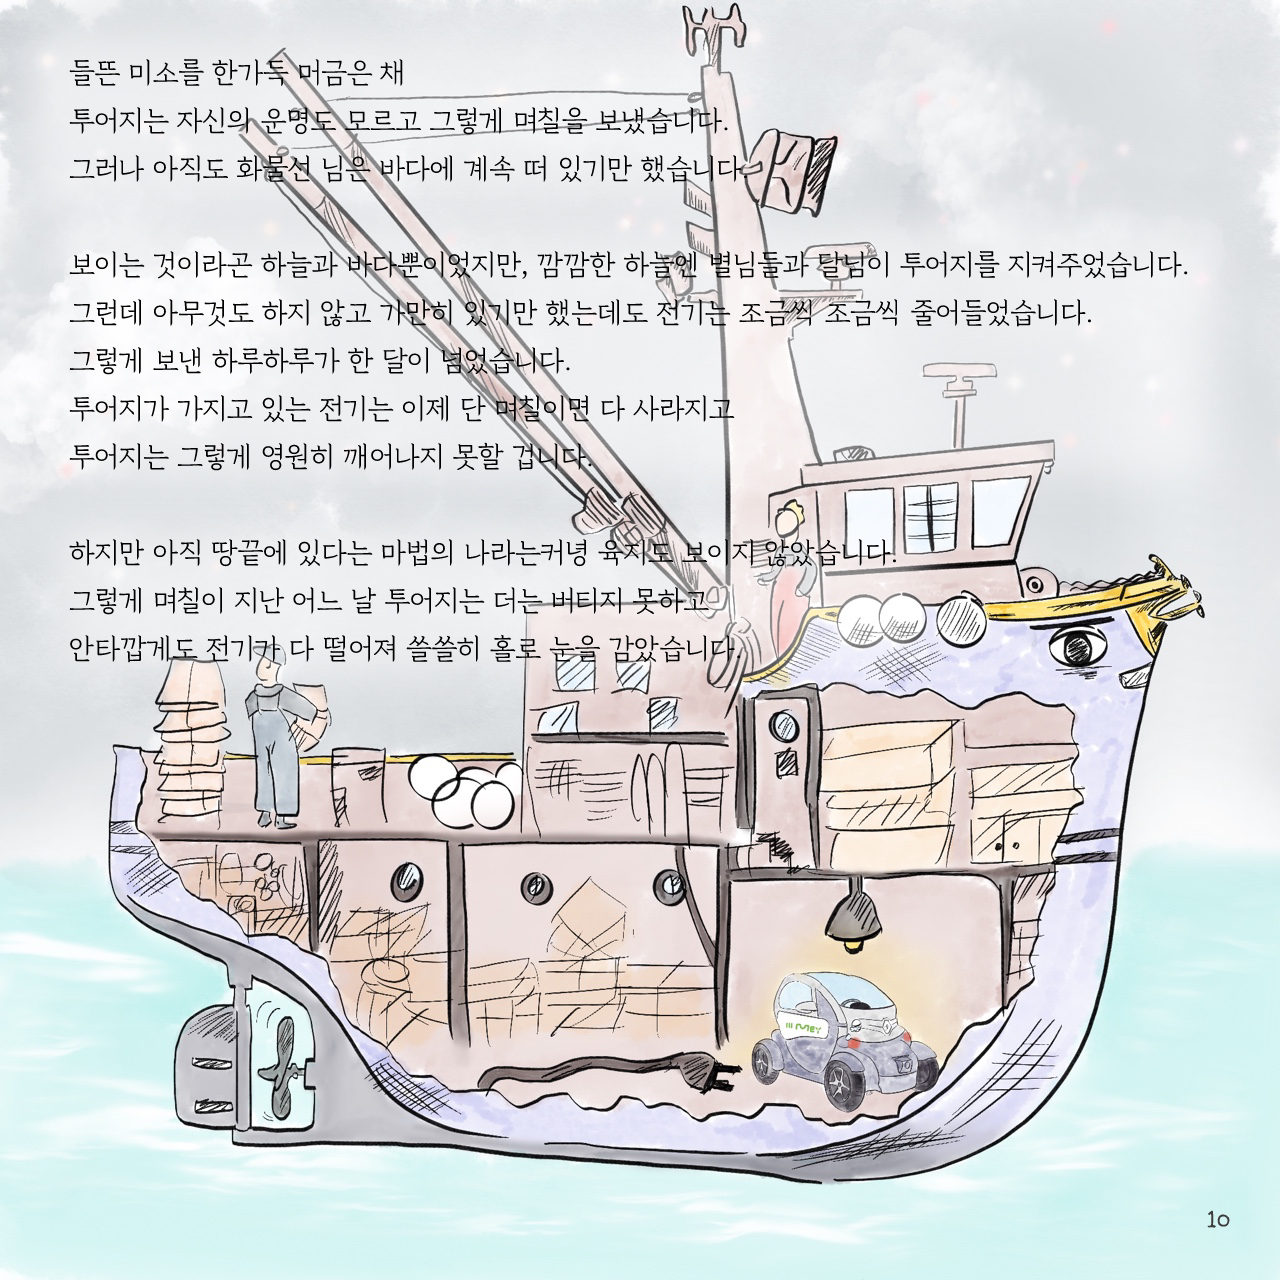 들뜬 미소를 한가득 머금은 채
투어지는 자신의 운명도 모르고 그렇게 며칠을 보냈습니다.
그러나 아직도 화물선 님은 바다에 계속 떠 있기만 했습니다.
보이는 것이라곤 하늘과 바다뿐이었지만, 깜깜한 하늘엔 별님들과 달님이 투어지를 지켜주었습니다.
그런데 아무것도 하지 않고 가만히 있기만 했는데도 전기는 조금씩 조금씩 줄어들었습니다.
그렇게 보낸 하루하루가 한 달이 넘었습니다.
투어지가 가지고 있는 전기는 이제 단 며칠이면 다 사라지고
투어지는 그렇게 영원히 깨어나지 못할 겁니다.
하지만 아직 땅끝에 있다는 마법의 나라는커녕 육지도 보이지 않았습니다.
그렇게 며칠이 지난 어느 날 투어지는 더는 버티지 못하고
안타깝게도 전기가 다 떨어져 쓸쓸히 홀로 눈을 감았습니다.
10